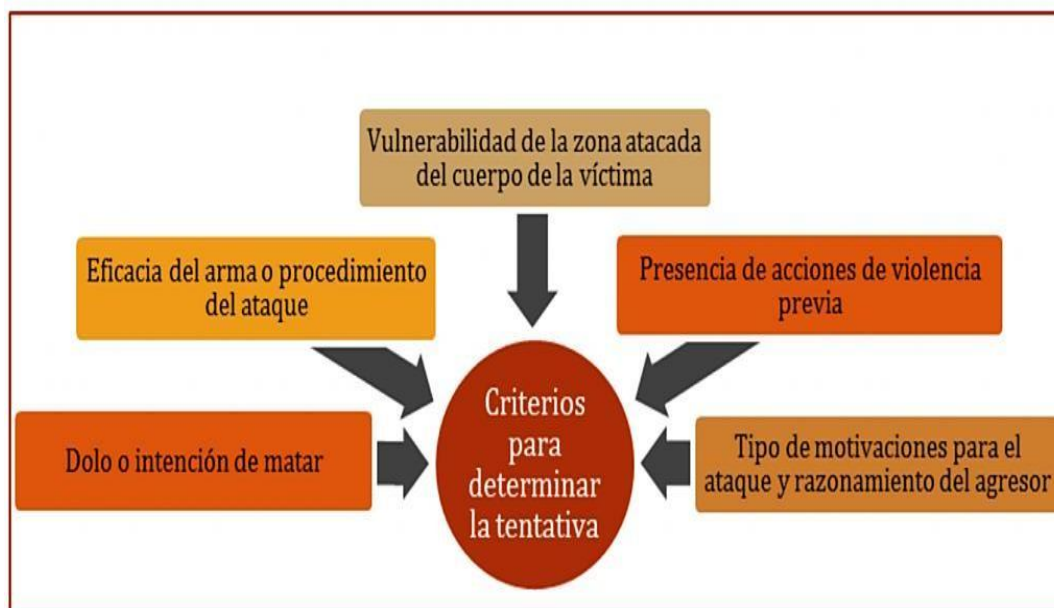 Vulnerabilidad de la zona atacada
del cuerpo de la víctima
Eficacia del arma o procedimiento
del ataque
Presencia de acciones de violencia
previa
Dolo o intención de matar
Criterios
para
determinar
la tentativa
Tipo de motivaciones para el
ataque y razonamiento del agresor